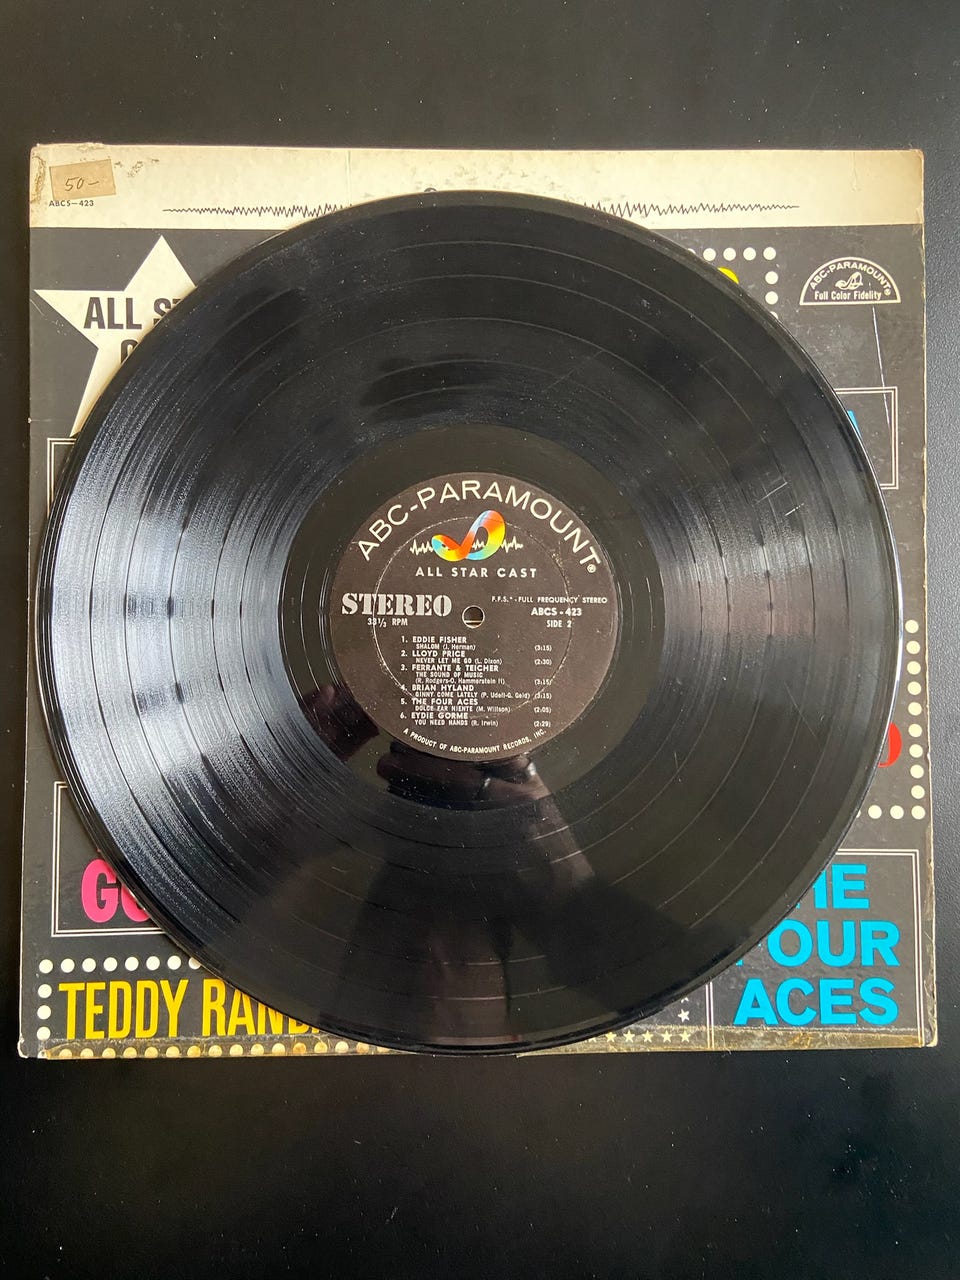 50-
ABCS-423
ALL
ABC-PARAMOUNT®
Full Color Fidelity
ABC-PARAMOUNT®
ALL STAR CAST
STEREO
F.F.S.* - FULL FREQUENCY STEREO
33⅓ RPM
ABCS - 423
SIDE 2
1. EDDIE FISHER
SHALOM (J. Herman) (3:15)
2. LLOYD PRICE
NEVER LET ME GO (L. Dixon) (2:30)
3. FERRANTE & TEICHER
THE SOUND OF MUSIC
(R. Rodgers-O. Hammerstein II) (3:15)
4. BRIAN HYLAND
GINNY COME LATELY (P. Udell-G. Geld) (3:15)
5. THE FOUR ACES
DOLCE FAR NIENTE (M. Willson) (2:05)
6. EYDIE GORME
YOU NEED HANDS (R. Irwin) (2:29)
A PRODUCT OF ABC-PARAMOUNT RECORDS, INC.
TEDDY
OUR
ACES